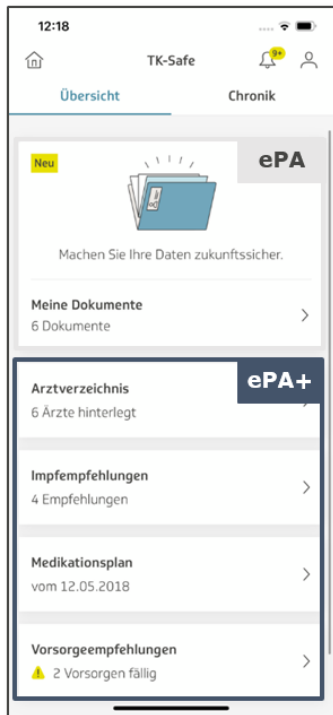 12:18
TK-Safe
9+
Übersicht
Chronik
Neu
ePA
Machen Sie Ihre Daten zukunftssicher.
Meine Dokumente
6 Dokumente
ePA+
Arztverzeichnis
6 Ärzte hinterlegt
Impfempfehlungen
4 Empfehlungen
Medikationsplan
vom 12.05.2018
Vorsorgeempfehlungen
2 Vorsorgen fällig